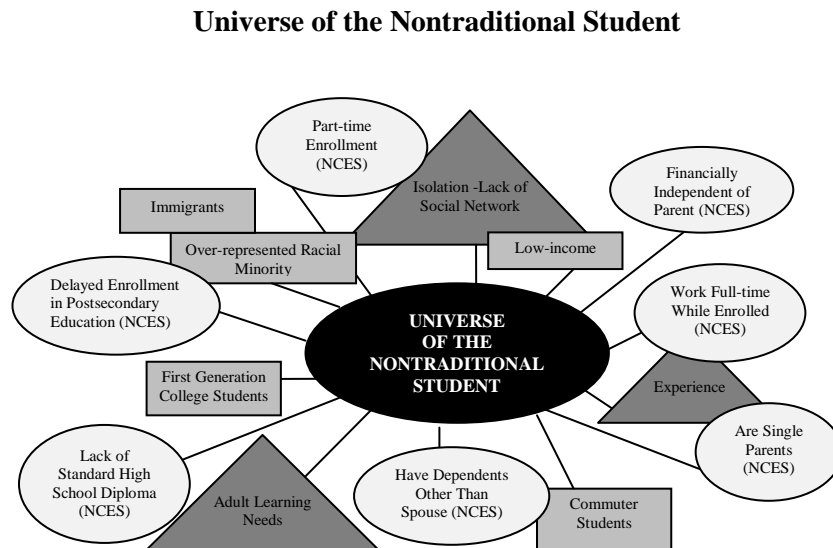 Universe of the Nontraditional Student
Part-time
Enrollment
(NCES)
Isolation -Lack of
Social Network
Financially
Independent of
Parent (NCES)
Immigrants
Over-represented Racial
Minority
Low-income
Delayed Enrollment
in Postsecondary
Education (NCES)
UNIVERSE
OF THE
NONTRADITIONAL
STUDENT
Work Full-time
While Enrolled
(NCES)
First Generation
College Students
Experience
Lack of
Standard High
School Diploma
(NCES)
Adult Learning
Needs
Have Dependents
Other Than
Spouse (NCES)
Commuter
Students
Are Single
Parents
(NCES)